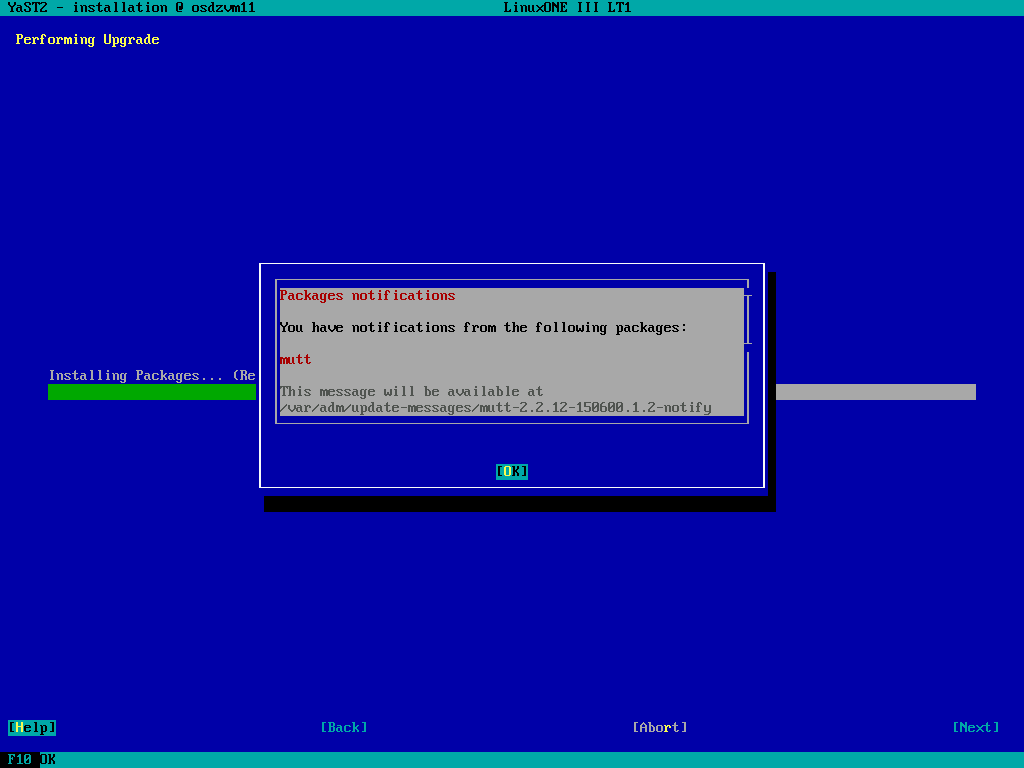 YaST2 - installation @ osdzvm11 LinuxONE III LT1
Performing Upgrade
Packages notifications
You have notifications from the following packages:
mutt
Installing Packages... (Re
This message will be available at
/var/adm/update-messages/mutt-2.2.12-150600.1.2-notify
[OK]
[Help] [Back] [Abort] [Next]
F10 OK